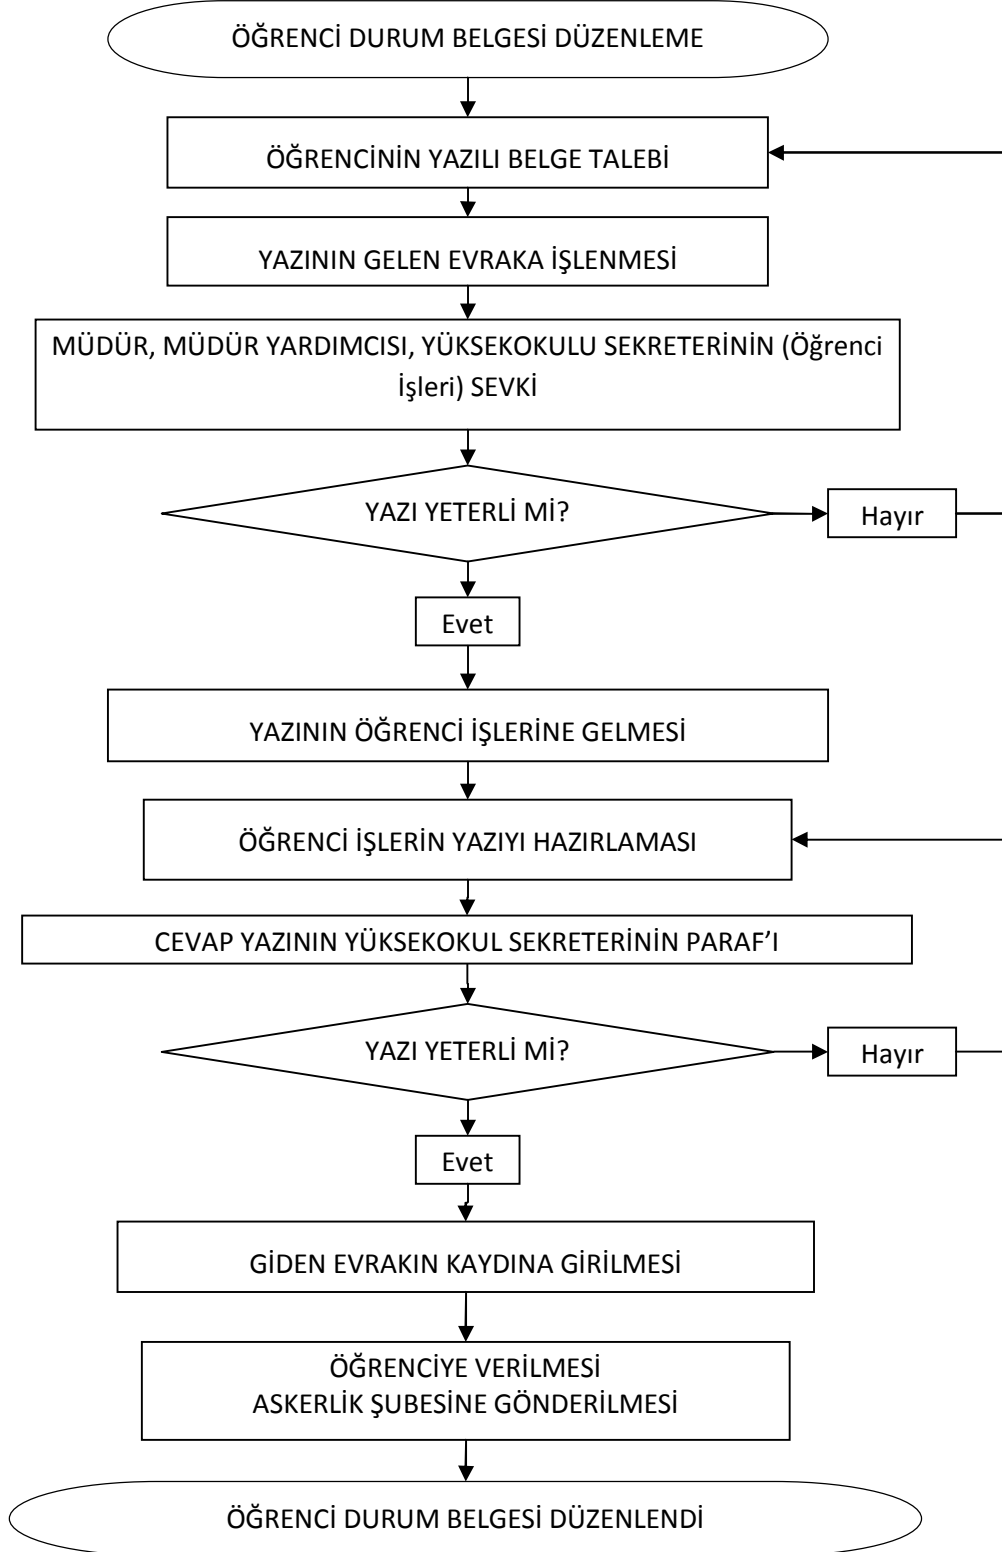 ÖĞRENCİ DURUM BELGESİ DÜZENLEME
ÖĞRENCİNİN YAZILI BELGE TALEBİ
YAZININ GELEN EVRAKA İŞLENMESİ
MÜDÜR, MÜDÜR YARDIMCISI, YÜKSEKOKULU SEKRETERİNİN (Öğrenci
İşleri) SEVKİ
YAZI YETERLİ Mİ?
Hayır
Evet
YAZININ ÖĞRENCİ İŞLERİNE GELMESİ
ÖĞRENCİ İŞLERİN YAZIYI HAZIRLAMASI
CEVAP YAZININ YÜKSEKOKUL SEKRETERİNİN PARAF’I
YAZI YETERLİ Mİ?
Hayır
Evet
GİDEN EVRAKIN KAYDINA GİRİLMESİ
ÖĞRENCİYE VERİLMESİ
ASKERLİK ŞUBESİNE GÖNDERİLMESİ
ÖĞRENCİ DURUM BELGESİ DÜZENLENDİ